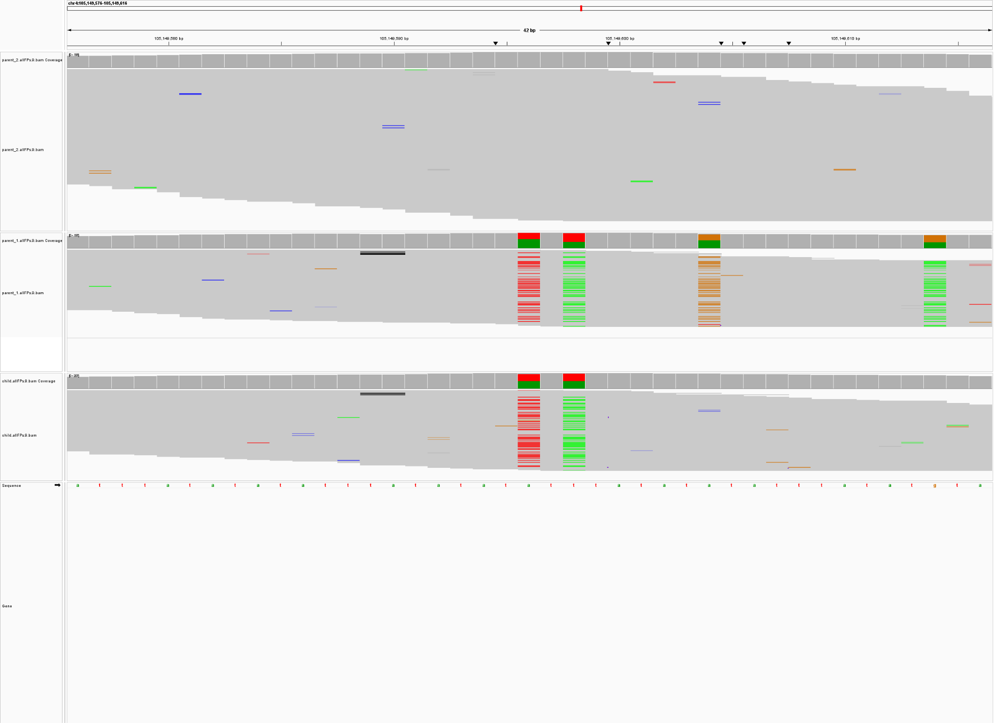 chr4:105,149,576-105,149,616
42 bp
105,149,580 bp 105,149,590 bp 105,149,600 bp 105,149,610 bp
parent_2.allFPs.9.bam Coverage
[0 - 195]
parent_2.allFPs.9.bam
parent_1.allFPs.9.bam Coverage
[0 - 197]
parent_1.allFPs.9.bam
child.allFPs.9.bam Coverage
[0 - 207]
child.allFPs.9.bam
Sequence a t t t a t a t a t a t t t a t a t a t a t t t a t a t a t a t t t a t a t g t a
Gene